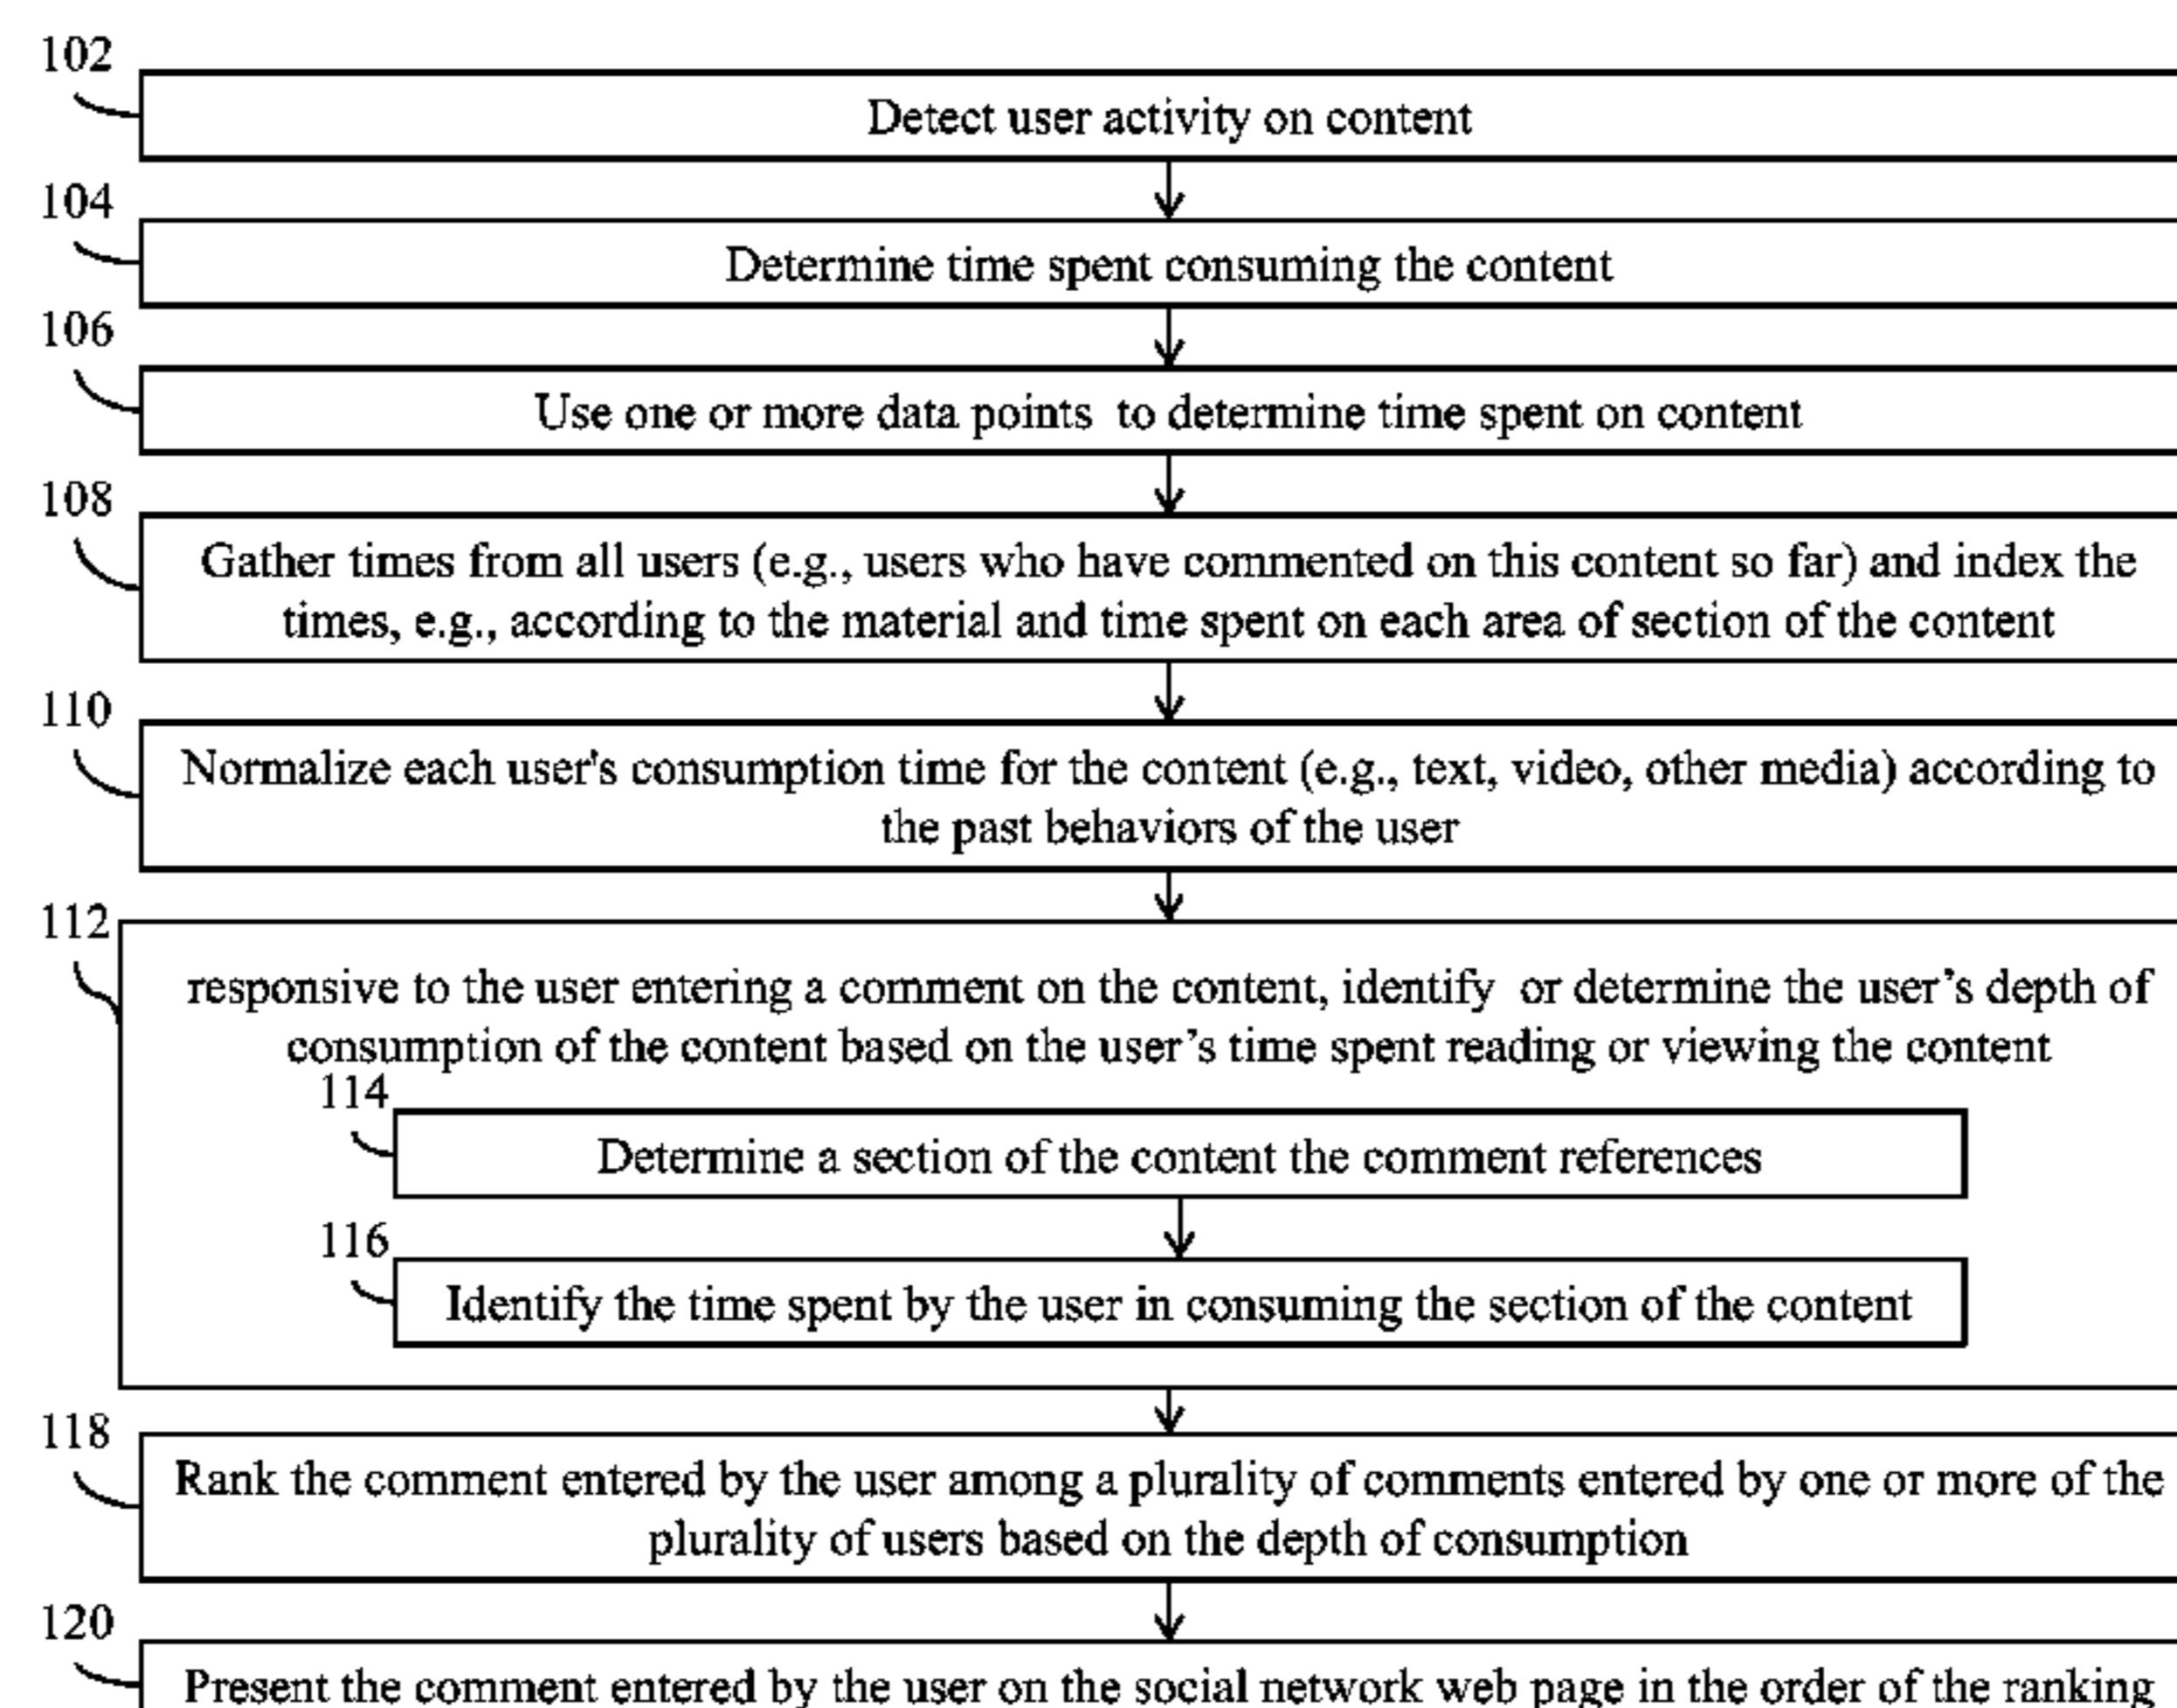 102
Detect user activity on content
104
Determine time spent consuming the content
106
Use one or more data points to determine time spent on content
108
Gather times from all users (e.g., users who have commented on this content so far) and index the
times, e.g., according to the material and time spent on each area of section of the content
110
Normalize each user's consumption time for the content (e.g., text, video, other media) according to
the past behaviors of the user
112
responsive to the user entering a comment on the content, identify or determine the user’s depth of
consumption of the content based on the user’s time spent reading or viewing the content
114
Determine a section of the content the comment references
116
Identify the time spent by the user in consuming the section of the content
118
Rank the comment entered by the user among a plurality of comments entered by one or more of the
plurality of users based on the depth of consumption
120
Present the comment entered by the user on the social network web page in the order of the ranking